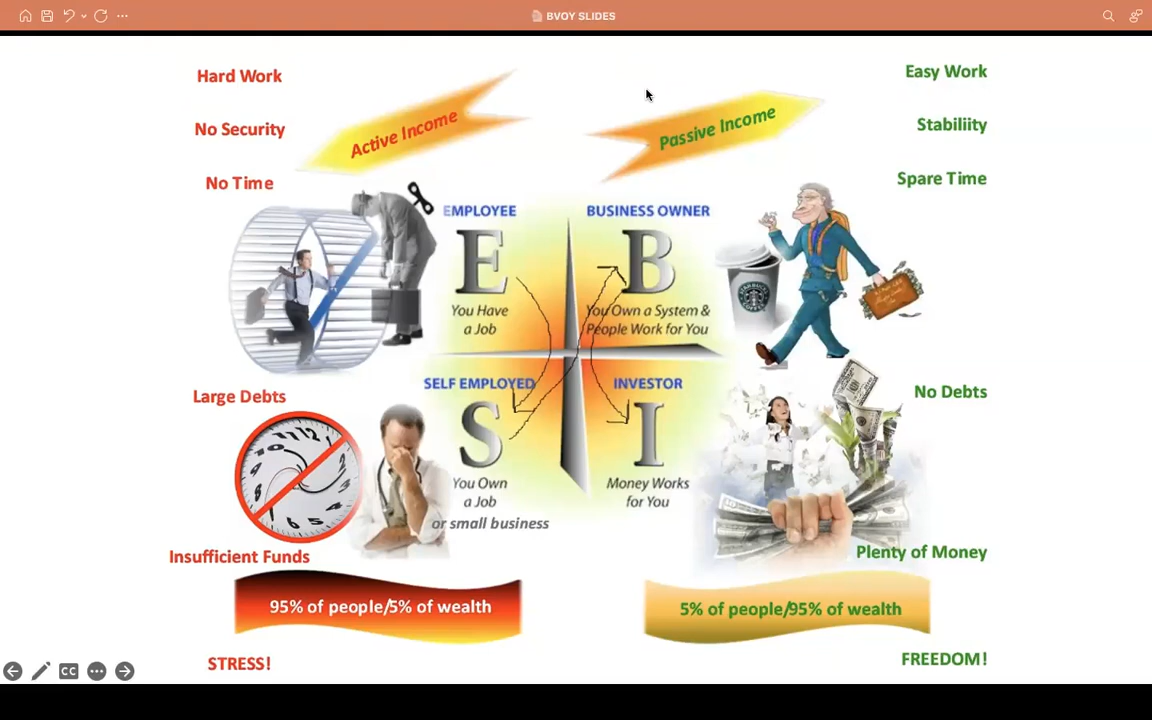 BVOY SLIDES
Hard Work
No Security
No Time
Active Income
Passive Income
Easy Work
Stabiliity
Spare Time
EMPLOYEE
E
You Have
a Job
BUSINESS OWNER
B
You Own a System &
People Work for You
Large Debts
SELF EMPLOYED
S
You Own
a Job
or small business
INVESTOR
I
Money Works
for You
No Debts
Insufficient Funds
Plenty of Money
95% of people/5% of wealth
5% of people/95% of wealth
STRESS!
FREEDOM!
CC